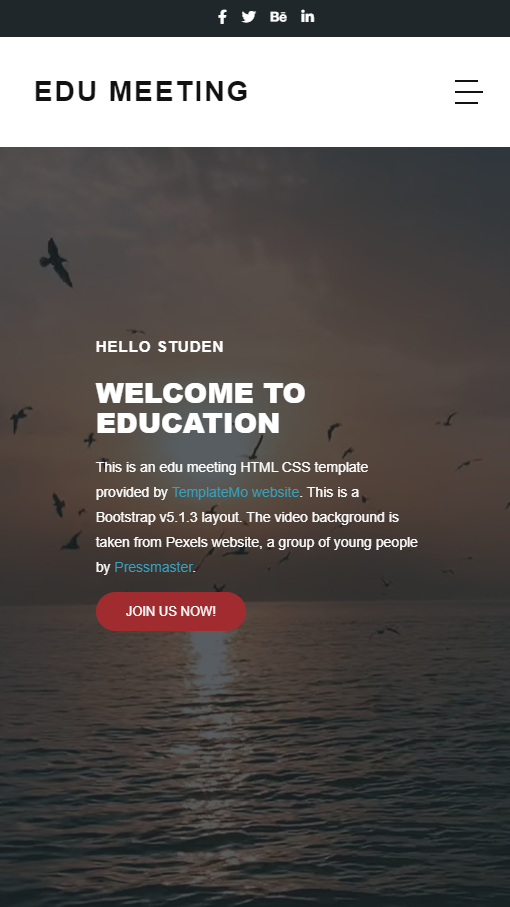 EDU MEETING
HELLO STUDEN
WELCOME TO
EDUCATION
This is an edu meeting HTML CSS template
provided by TemplateMo website. This is a
Bootstrap v5.1.3 layout. The video background is
taken from Pexels website, a group of young people
by Pressmaster.
JOIN US NOW!